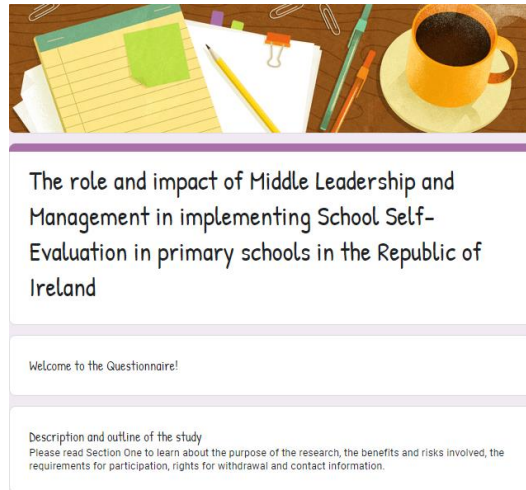 The role and impact of Middle Leadership and
Management in implementing School Self-
Evaluation in primary schools in the Republic of
Ireland
Welcome to the Questionnaire!
Description and outline of the study
Please read Section One to learn about the purpose of the research, the benefits and risks involved, the
requirements for participation, rights for withdrawal and contact information.